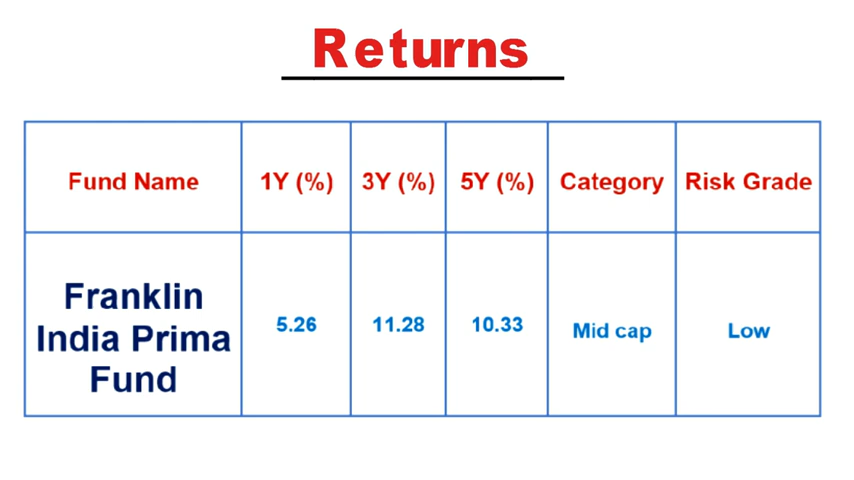 Returns
Fund Name 1Y (%) 3Y (%) 5Y (%) Category Risk Grade
Franklin
India Prima
Fund
5.26 11.28 10.33 Mid cap Low